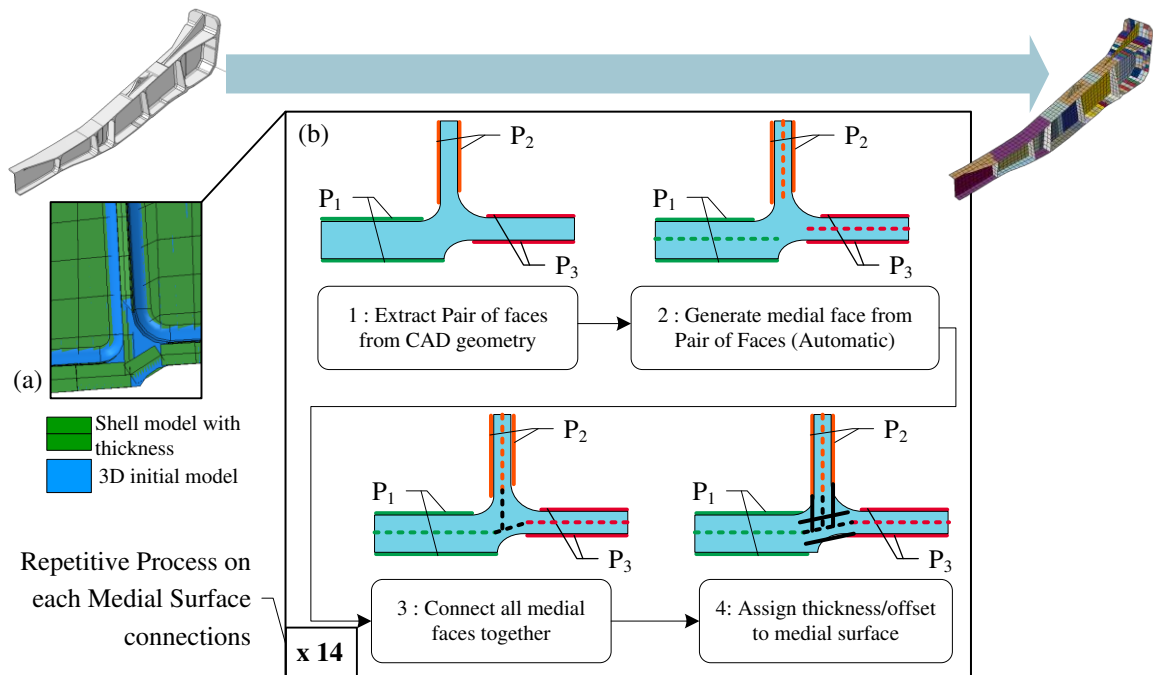 (b)
P2
P1
P3
P2
P1
P3
1 : Extract Pair of faces
from CAD geometry
2 : Generate medial face from
Pair of Faces (Automatic)
(a)
Shell model with
thickness
3D initial model
P2
P1
P3
P2
P1
P3
Repetitive Process on
each Medial Surface
connections
3 : Connect all medial
faces together
4: Assign thickness/offset
to medial surface
x 14